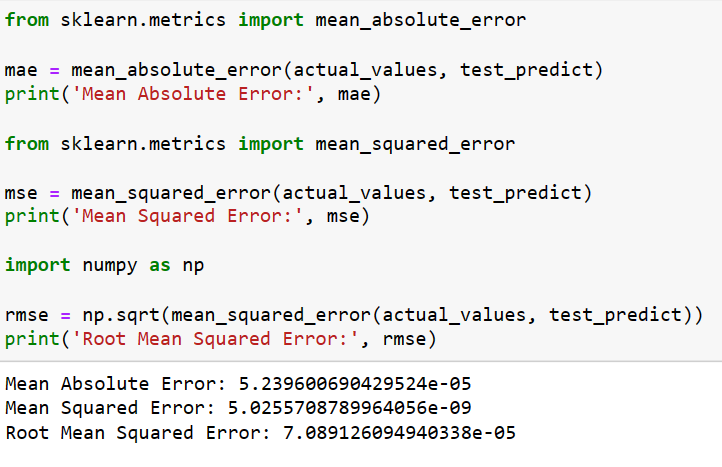 from sklearn.metrics import mean_absolute_error
mae = mean_absolute_error(actual_values, test_predict)
print('Mean Absolute Error:', mae)
from sklearn.metrics import mean_squared_error
mse = mean_squared_error(actual_values, test_predict)
print('Mean Squared Error:', mse)
import numpy as np
rmse = np.sqrt(mean_squared_error(actual_values, test_predict))
print('Root Mean Squared Error:', rmse)
Mean Absolute Error: 5.239600690429524e-05
Mean Squared Error: 5.0255708789964056e-09
Root Mean Squared Error: 7.089126094940338e-05